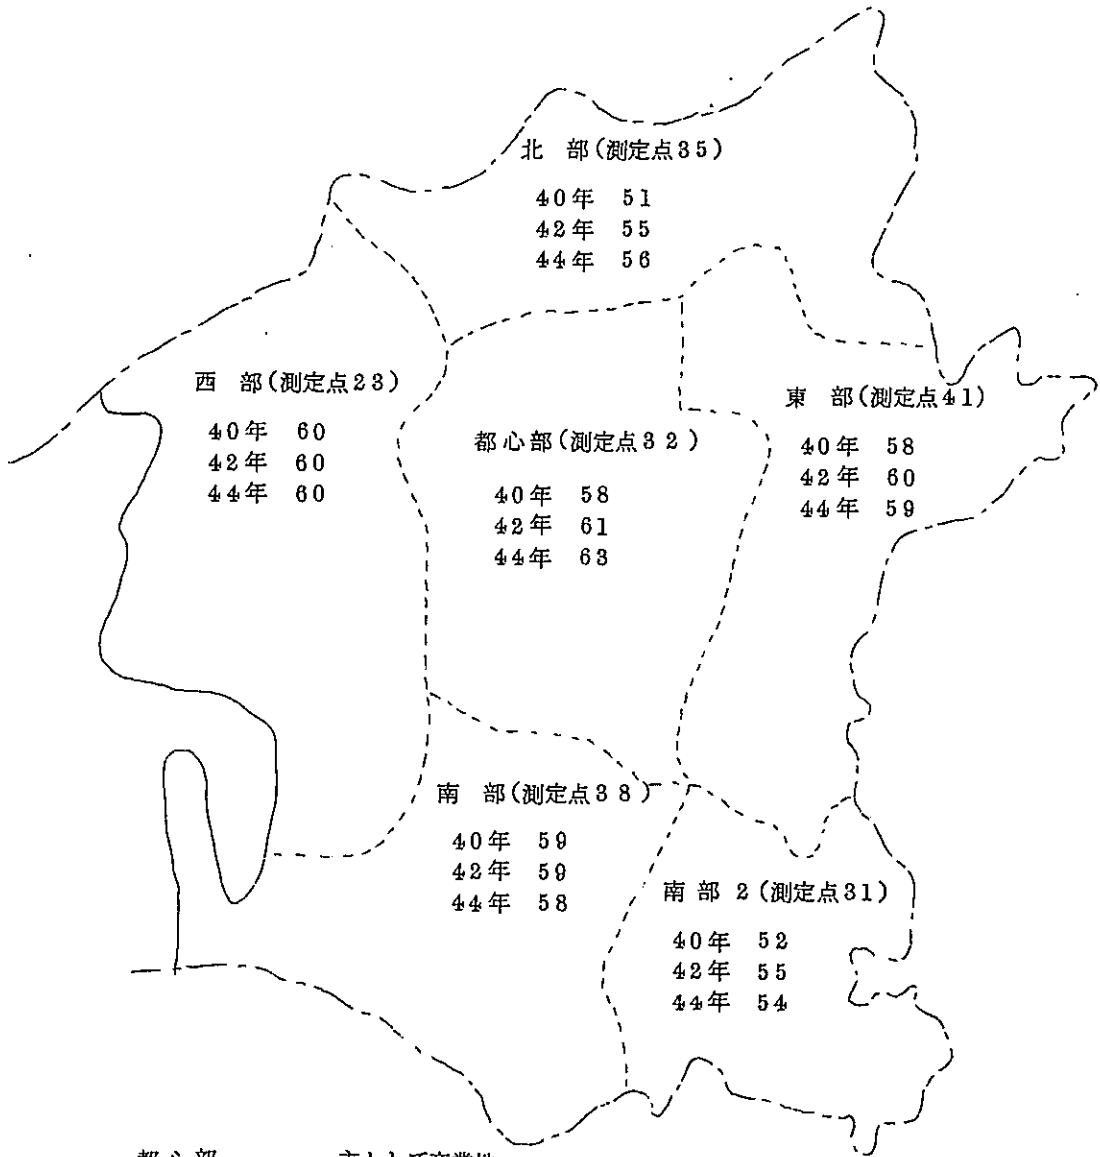 北 部(測定点35)
40年 51
42年 55
44年 56
西 部(測定点23)
40年 60
42年 60
44年 60
都心部(測定点32)
40年 58
42年 61
44年 63
東 部(測定点41)
40年 58
42年 60
44年 59
南 部(測定点38)
40年 59
42年 59
44年 58
南 部 2(測定点31)
40年 52
42年 55
44年 54
都心部